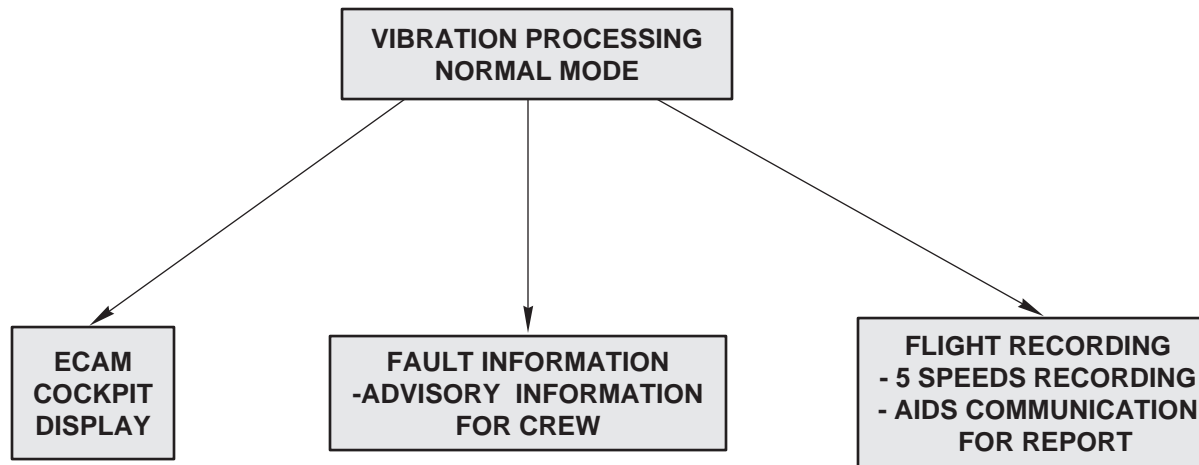 VIBRATION PROCESSING
NORMAL MODE
ECAM
COCKPIT
DISPLAY
FAULT INFORMATION
-ADVISORY INFORMATION
FOR CREW
FLIGHT RECORDING
- 5 SPEEDS RECORDING
- AIDS COMMUNICATION
FOR REPORT